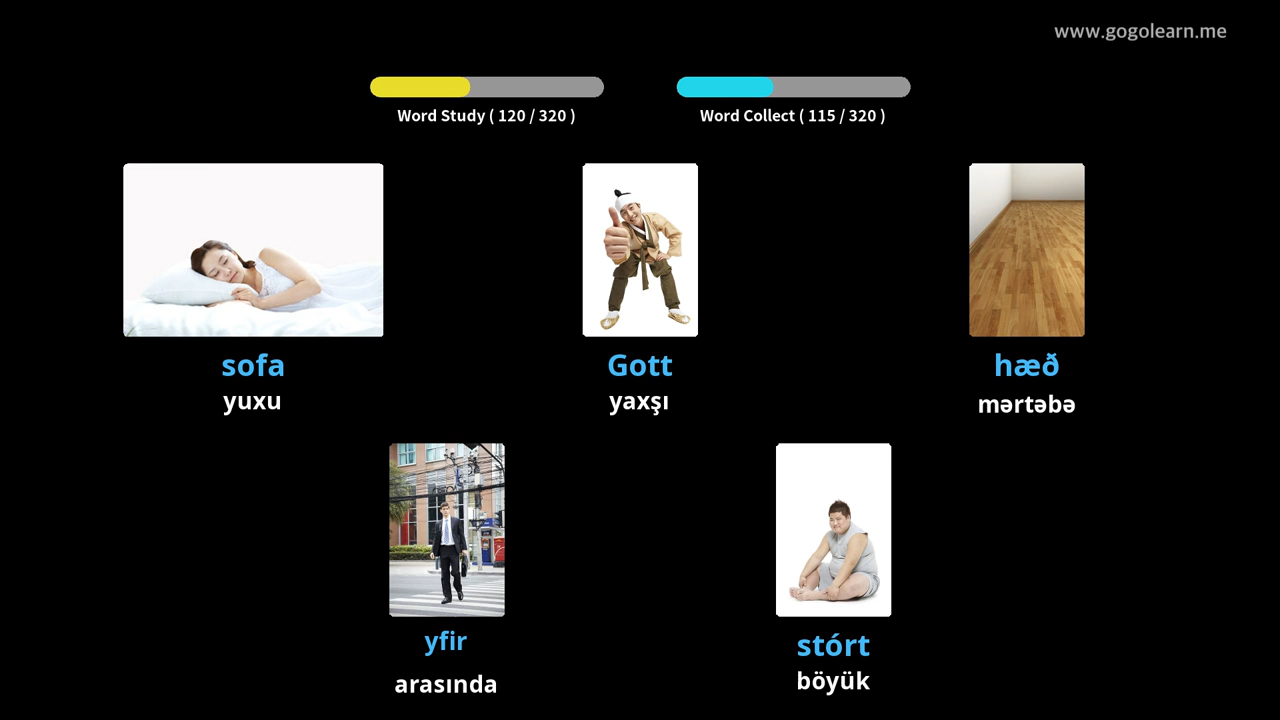 www.gogolearn.me
Word Study ( 120 / 320 )
Word Collect ( 115 / 320 )
sofa
yuxu
Gott
yaxşı
hæð
mərtəbə
yfir
arasında
stórt
böyük